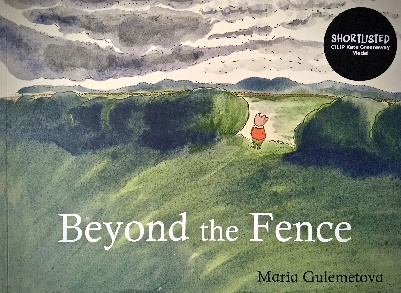 SHORTLISTED
CILIP Kate Greenaway
Medal
Beyond the Fence
Maria Gulemetova